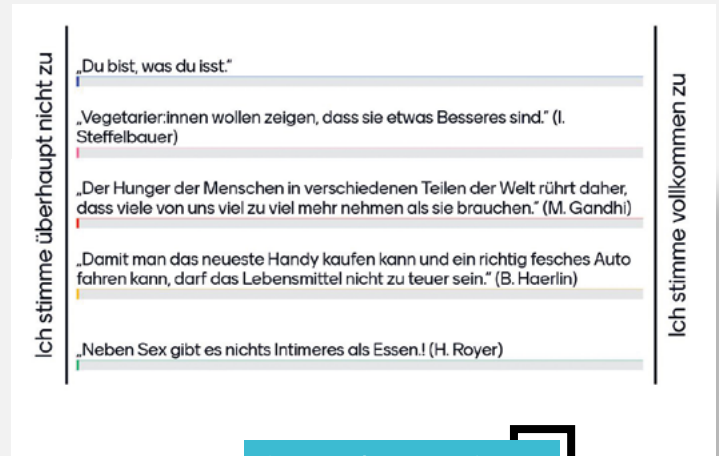 Ich stimme überhaupt nicht zu
„Du bist, was du isst.“
„Vegetarier:innen wollen zeigen, dass sie etwas Besseres sind.“ (I.
Steffelbauer)
„Der Hunger der Menschen in verschiedenen Teilen der Welt rührt daher,
dass viele von uns viel zu viel mehr nehmen als sie brauchen.“ (M. Gandhi)
„Damit man das neueste Handy kaufen kann und ein richtig fesches Auto
fahren kann, darf das Lebensmittel nicht zu teuer sein.“ (B. Haerlin)
„Neben Sex gibt es nichts Intimeres als Essen.! (H. Royer)
Ich stimme vollkommen zu